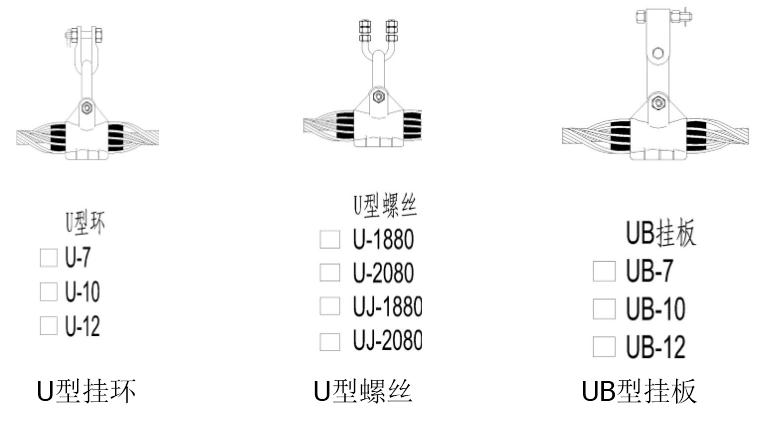 U型环
□ U-7
□ U-10
□ U-12
U型挂环
U型螺丝
□ U-1880
□ U-2080
□ UJ-1880
□ UJ-2080
U型螺丝
UB挂板
□ UB-7
□ UB-10
□ UB-12
UB型挂板